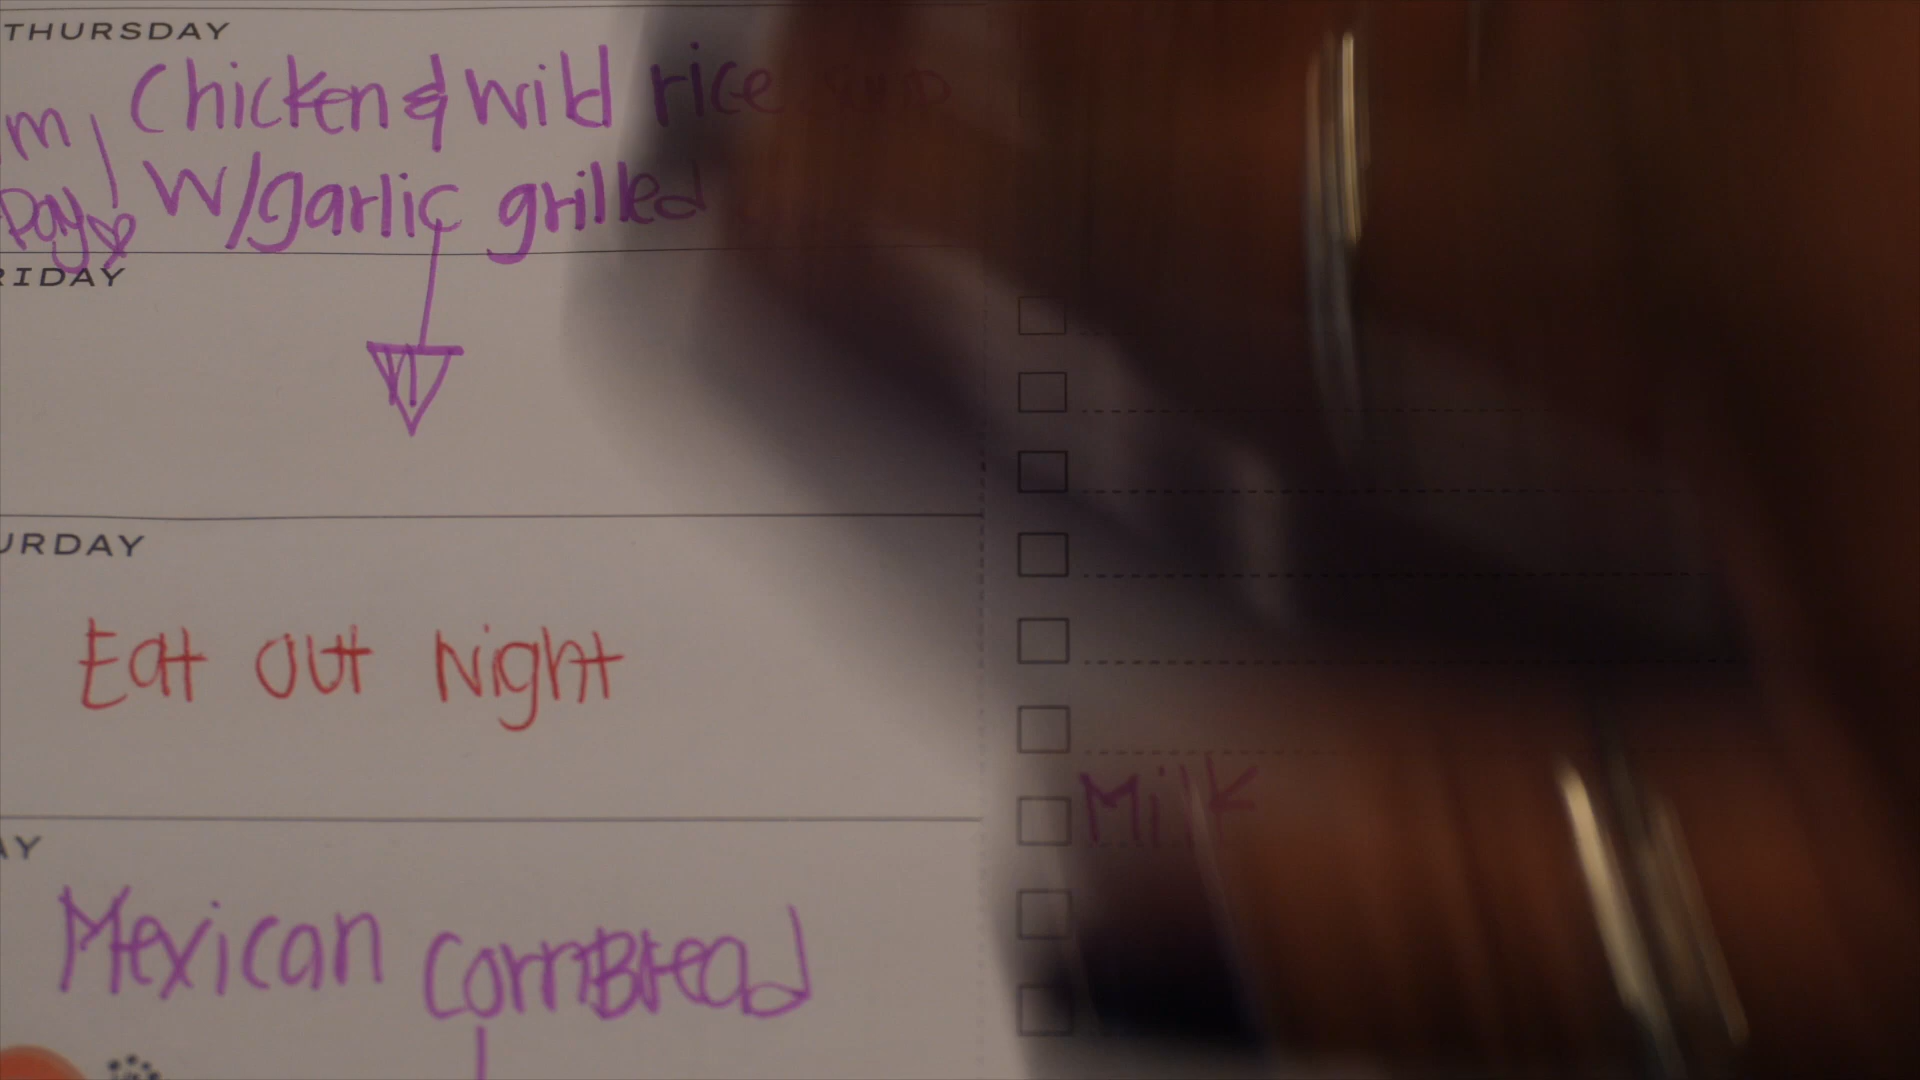 THURSDAY
Chicken & wild rice
Day W/garlic grilled
RIDAY
URDAY
Eat out Night
Milk
AY
Mexican CornBread